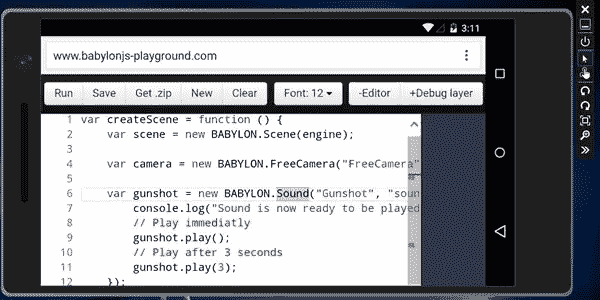 3:11
www.babylonjs-playground.com
Run Save Get .zip New Clear Font: 12 -Editor +Debug layer
1 var createScene = function () {
2 var scene = new BABYLON.Scene(engine);
3
4 var camera = new BABYLON.FreeCamera("FreeCamera"
5
6 var gunshot = new BABYLON.Sound("Gunshot", "soun
7 console.log("Sound is now ready to be played
8 // Play immediatly
9 gunshot.play();
10 // Play after 3 seconds
11 gunshot.play(3);
12 });